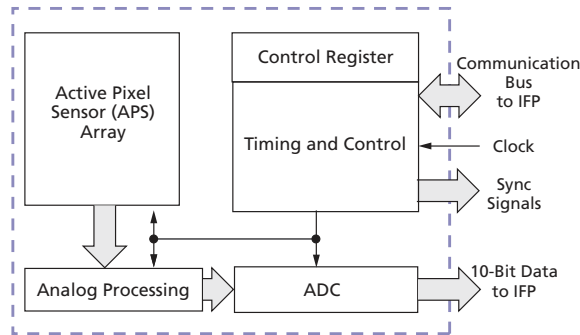 Active Pixel
Sensor (APS)
Array
Control Register
Timing and Control
Communication
Bus
to IFP
Clock
Sync
Signals
Analog Processing
ADC
10-Bit Data
to IFP